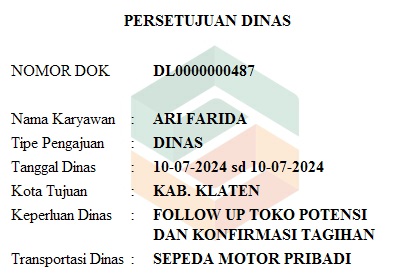 PERSETUJUAN DINAS
NOMOR DOK DL0000000487
Nama Karyawan : ARI FARIDA
Tipe Pengajuan : DINAS
Tanggal Dinas : 10-07-2024 sd 10-07-2024
Kota Tujuan : KAB. KLATEN
Keperluan Dinas : FOLLOW UP TOKO POTENSI
DAN KONFIRMASI TAGIHAN
Transportasi Dinas : SEPEDA MOTOR PRIBADI